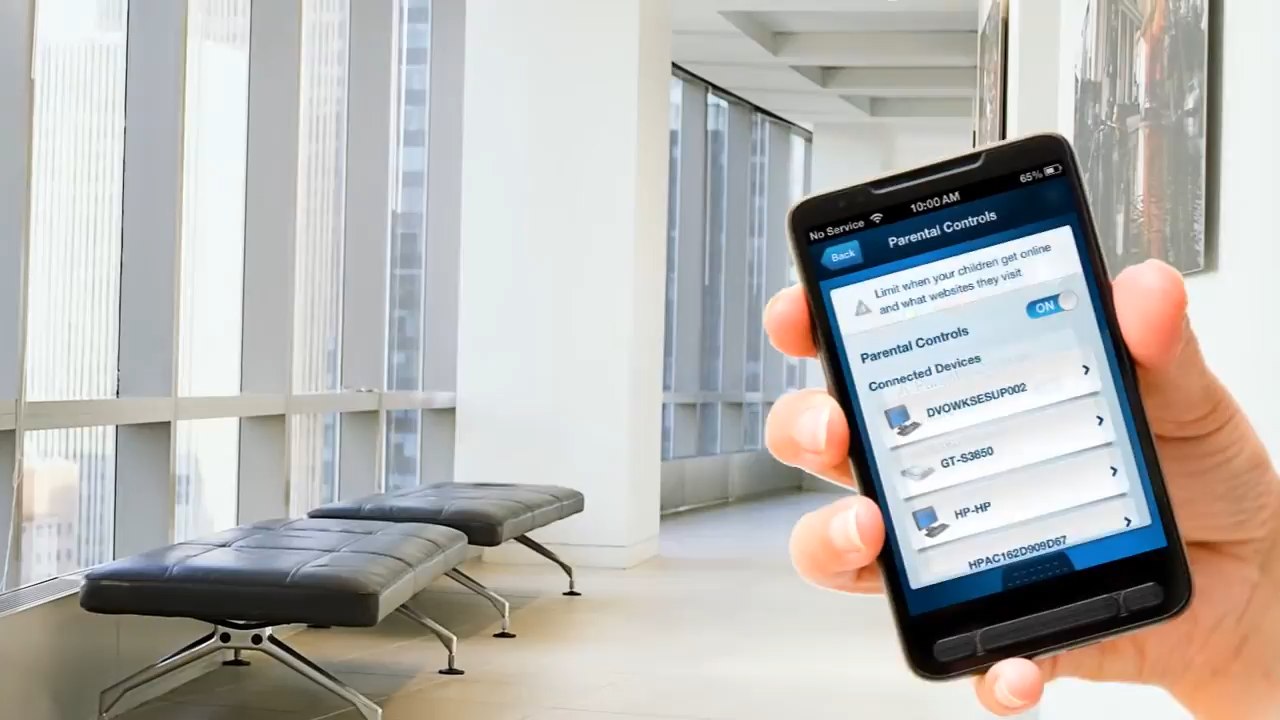 No Service 10:00 AM 65%
Back Parental Controls
Limit when your children get online
and what websites they visit
ON
Parental Controls
Connected Devices
DVOWKSESUP002
GT-S3650
HP-HP
HPAC162D909D67